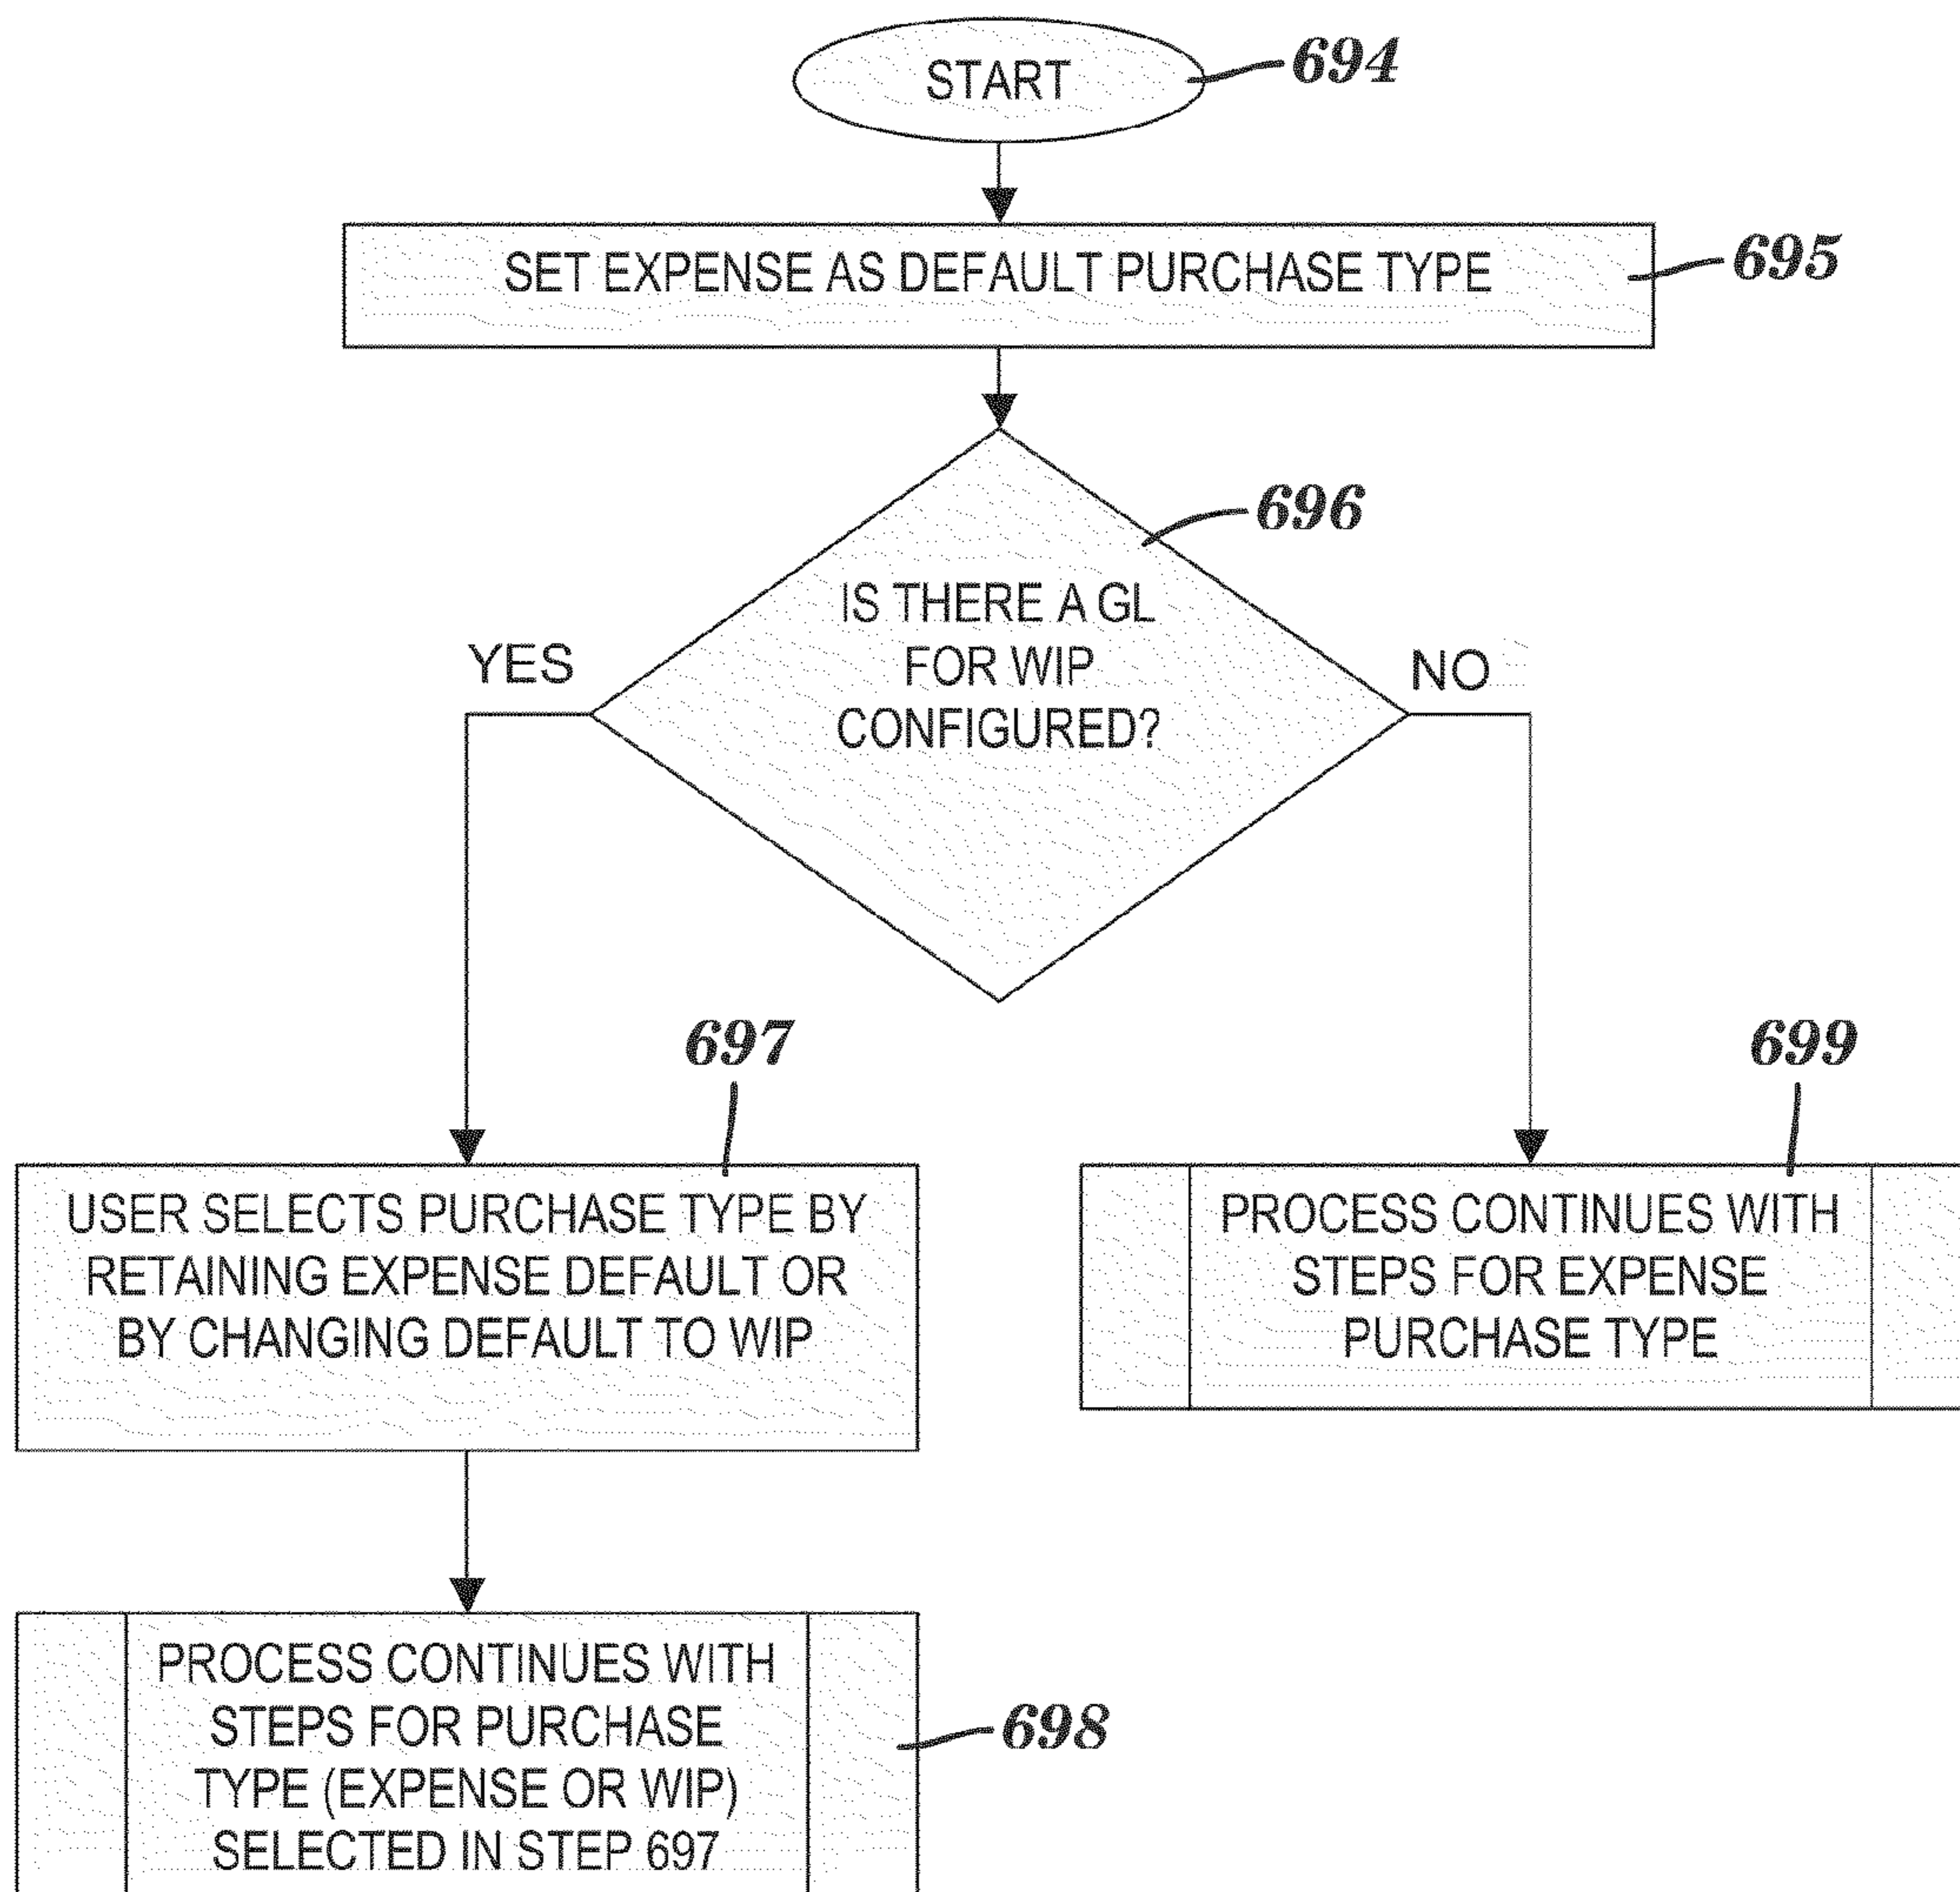 START
694
SET EXPENSE AS DEFAULT PURCHASE TYPE
695
696
IS THERE A GL
FOR WIP
CONFIGURED?
YES
NO
697
699
USER SELECTS PURCHASE TYPE BY
RETAINING EXPENSE DEFAULT OR
BY CHANGING DEFAULT TO WIP
PROCESS CONTINUES WITH
STEPS FOR EXPENSE
PURCHASE TYPE
PROCESS CONTINUES WITH
STEPS FOR PURCHASE
TYPE (EXPENSE OR WIP)
SELECTED IN STEP 697
698